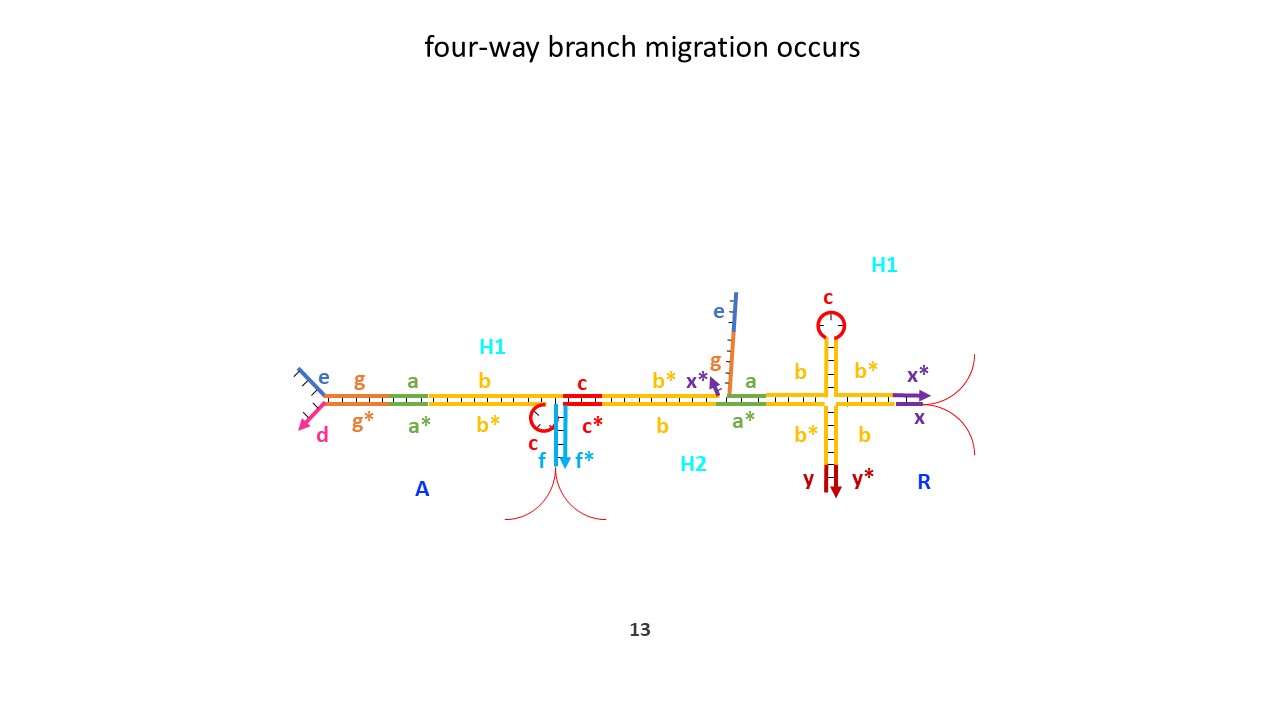 four-way branch migration occurs
H1
c
e
H1
g
b
b*
x*
e
g
a
b
c
b*
x*
a
d
g*
a*
b*
c
c*
b
a*
b*
b
x
f
f*
H2
y
y*
R
A
13